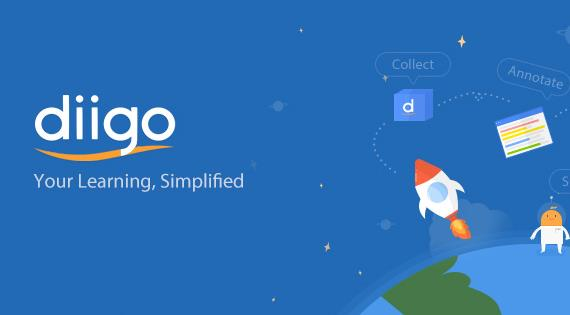 diigo
Your Learning, Simplified
Collect
d
Annotate
S